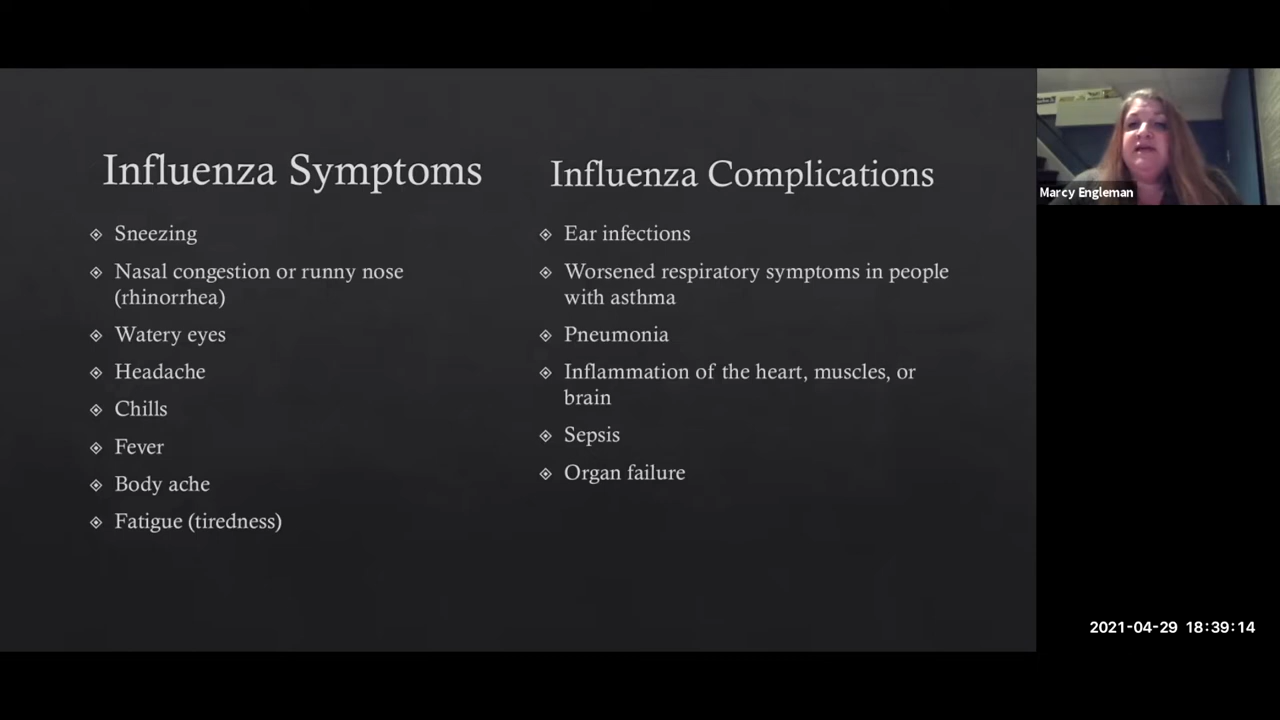 Influenza Symptoms
Sneezing
Nasal congestion or runny nose
(rhinorrhea)
Watery eyes
Headache
Chills
Fever
Body ache
Fatigue (tiredness)
Influenza Complications
Ear infections
Worsened respiratory symptoms in people
with asthma
Pneumonia
Inflammation of the heart, muscles, or
brain
Sepsis
Organ failure
Marcy Engleman
2021-04-29 18:39:14